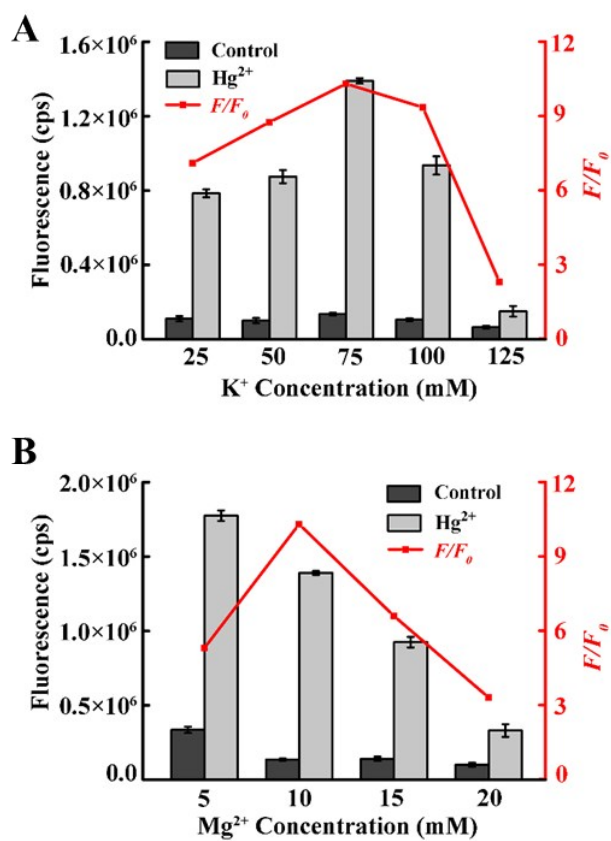 A
Control
Hg²⁺
F/F₀
1.6×10⁶
1.2×10⁶
0.8×10⁶
0.4×10⁶
0.0
Fluorescence (cps)
12
9
6
3
0
F/F₀
25 50 75 100 125
K⁺ Concentration (mM)
B
Control
Hg²⁺
F/F₀
2.0×10⁶
1.5×10⁶
1.0×10⁶
0.5×10⁶
0.0
Fluorescence (cps)
12
9
6
3
0
F/F₀
5 10 15 20
Mg²⁺ Concentration (mM)